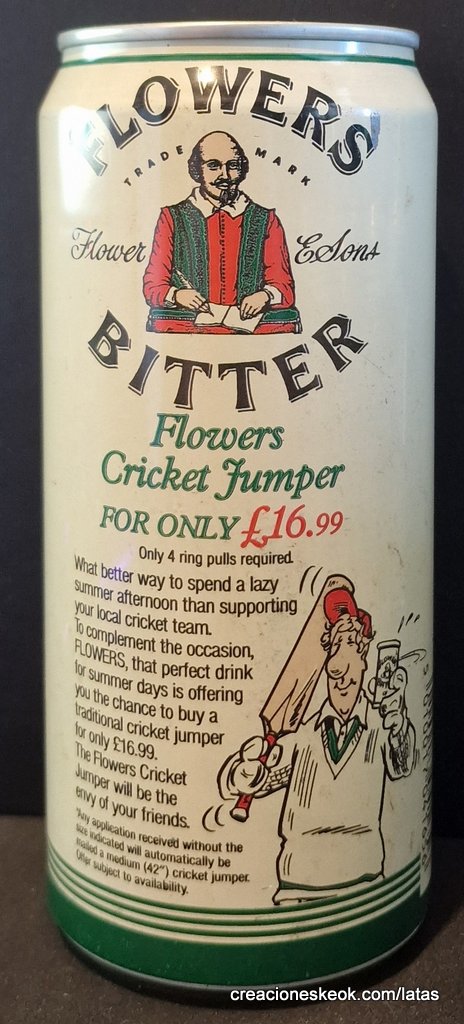 FLOWERS
TRADE MARK
Flower & Sons
BITTER
Flowers
Cricket Jumper
FOR ONLY £16.99
Only 4 ring pulls required.
What better way to spend a lazy
summer afternoon than supporting
your local cricket team.
To complement the occasion,
FLOWERS, that perfect drink
for summer days is offering
you the chance to buy a
traditional cricket jumper
for only £16.99.
The Flowers Cricket
Jumper will be the
envy of your friends.
*Any application received without the
size indicated will automatically be
mailed a medium (42") cricket jumper.
Offer subject to availability.
creacioneskeok.com/latas